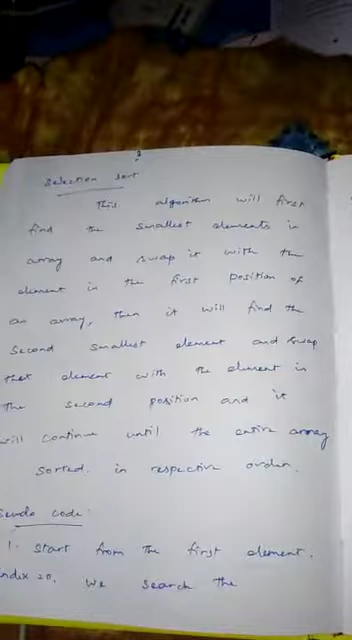 Selection sort
This algorithm will first
find the smallest elements in
array and swap it with the
element in the first position of
an array, then it will find the
second smallest element and swap
that element with the element in
the second position and it
will continue until the entire array
sorted. in respective order.
seudo code:
1. Start from the first element.
index 20. we search the